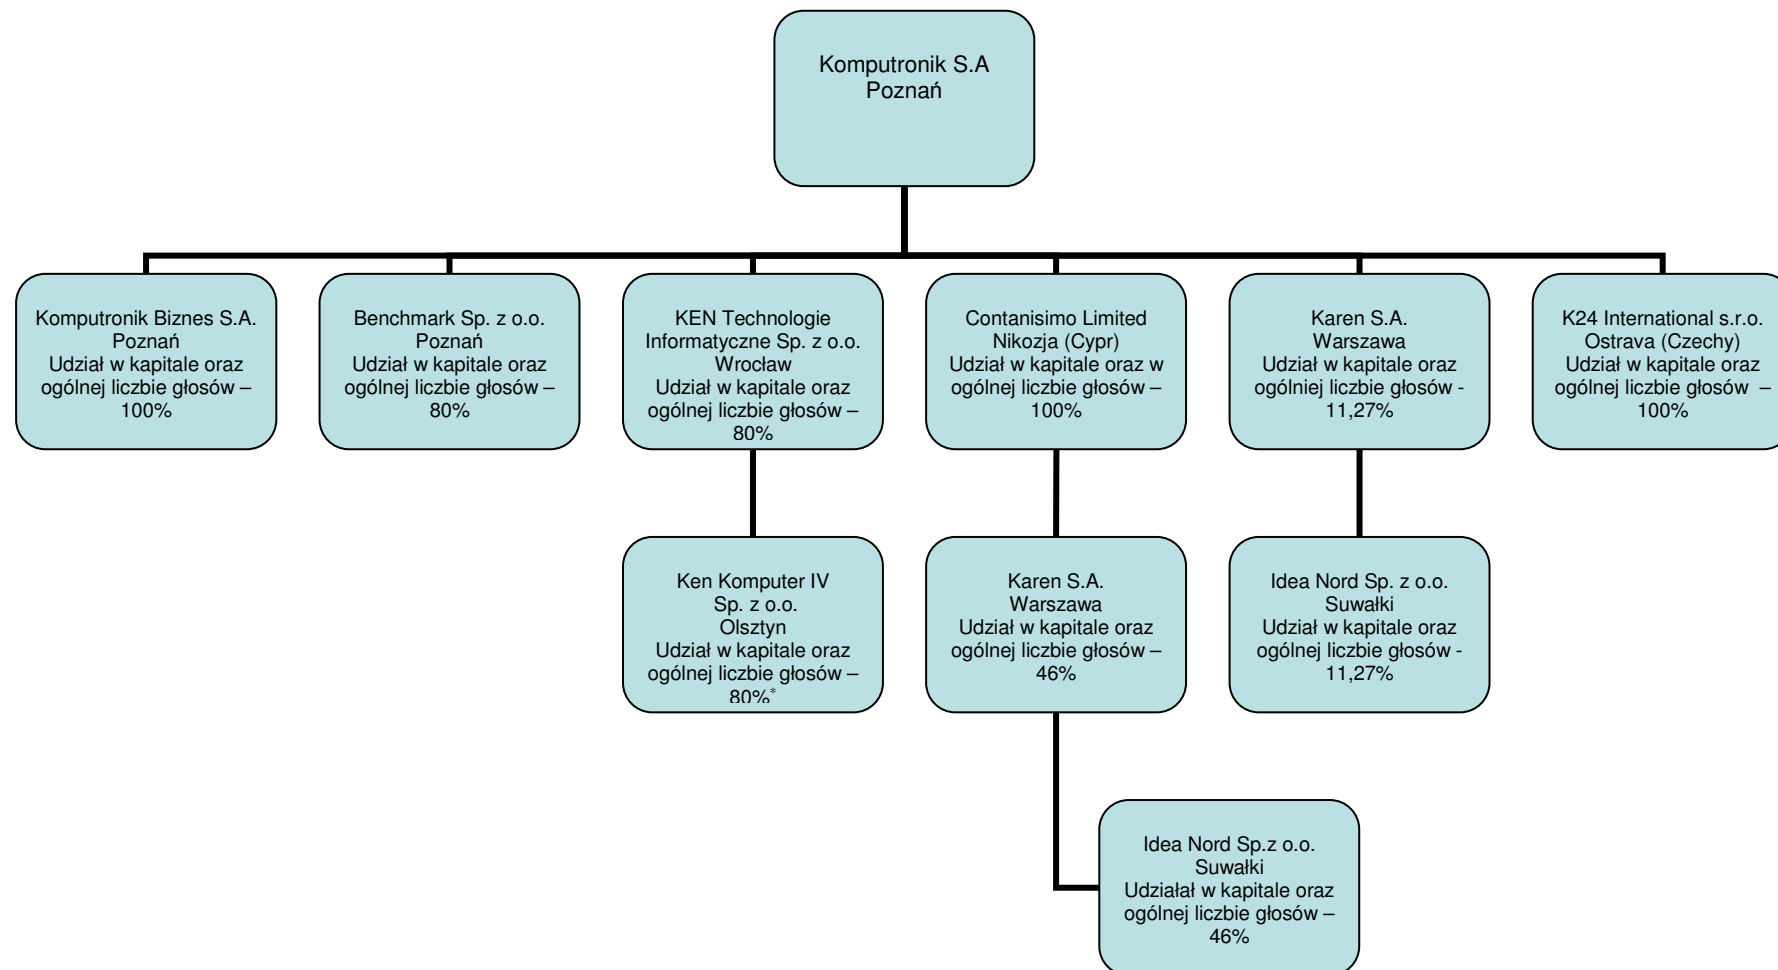 Komputronik S.A
Poznań
Komputronik Biznes S.A.
Poznań
Udział w kapitale oraz
ogólnej liczbie głosów –
100%
Benchmark Sp. z o.o.
Poznań
Udział w kapitale oraz
ogólnej liczbie głosów –
80%
KEN Technologie
Informatyczne Sp. z o.o.
Wrocław
Udział w kapitale oraz
ogólnej liczbie głosów –
80%
Contanisimo Limited
Nikozja (Cypr)
Udział w kapitale oraz w
ogólnej liczbie głosów –
100%
Karen S.A.
Warszawa
Udział w kapitale oraz
ogólniej liczbie głosów -
11,27%
K24 International s.r.o.
Ostrava (Czechy)
Udział w kapitale oraz
ogólnej liczbie głosów –
100%
Ken Komputer IV
Sp. z o.o.
Olsztyn
Udział w kapitale oraz
ogólnej liczbie głosów –
80%*
Karen S.A.
Warszawa
Udział w kapitale oraz
ogólnej liczbie głosów –
46%
Idea Nord Sp. z o.o.
Suwałki
Udział w kapitale oraz
ogólnej liczbie głosów -
11,27%
Idea Nord Sp.z o.o.
Suwałki
Udziałał w kapitale oraz
ogólnej liczbie głosów –
46%